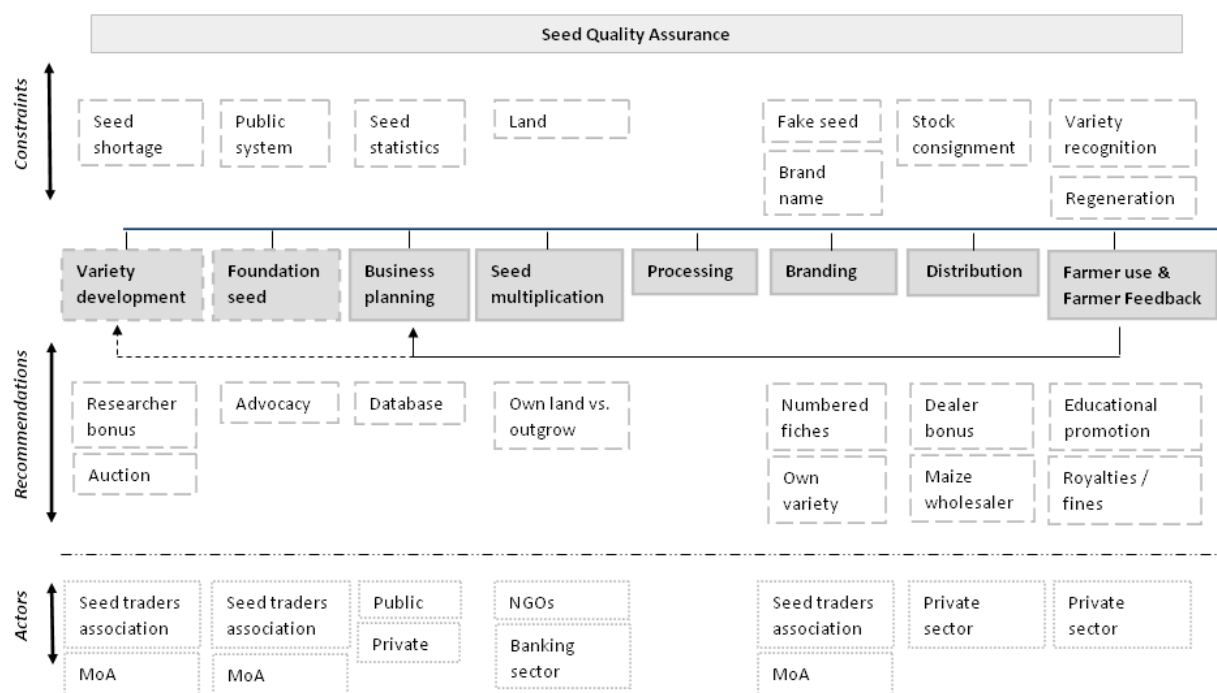 Seed Quality Assurance
Constraints
Seed
shortage
Public
system
Seed
statistics
Land
Fake seed
Brand
name
Stock
consignment
Variety
recognition
Regeneration
Variety
development
Foundation
seed
Business
planning
Seed
multiplication
Processing
Branding
Distribution
Farmer use &
Farmer Feedback
Recommendations
Researcher
bonus
Auction
Advocacy
Database
Own land vs.
outgrow
Numbered
fiches
Own
variety
Dealer
bonus
Maize
wholesaler
Educational
promotion
Royalties /
fines
Actors
Seed traders
association
MoA
Seed traders
association
MoA
Public
Private
NGOs
Banking
sector
Seed traders
association
MoA
Private
sector
Private
sector